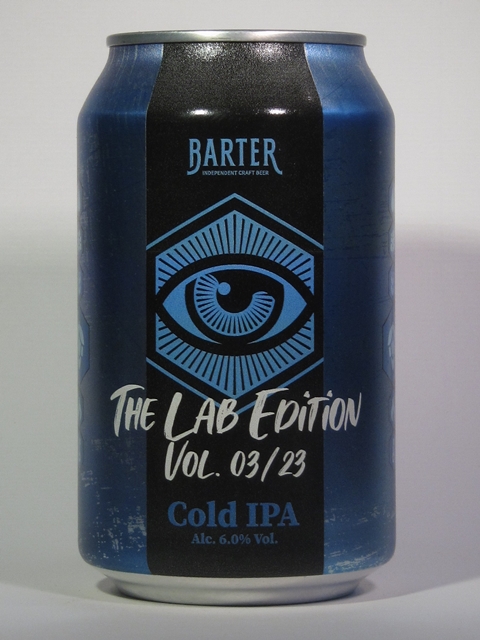 BARTER
INDEPENDENT CRAFT BEER
THE LAB EDITION
VOL. 03/23
Cold IPA
Alc. 6.0% Vol.